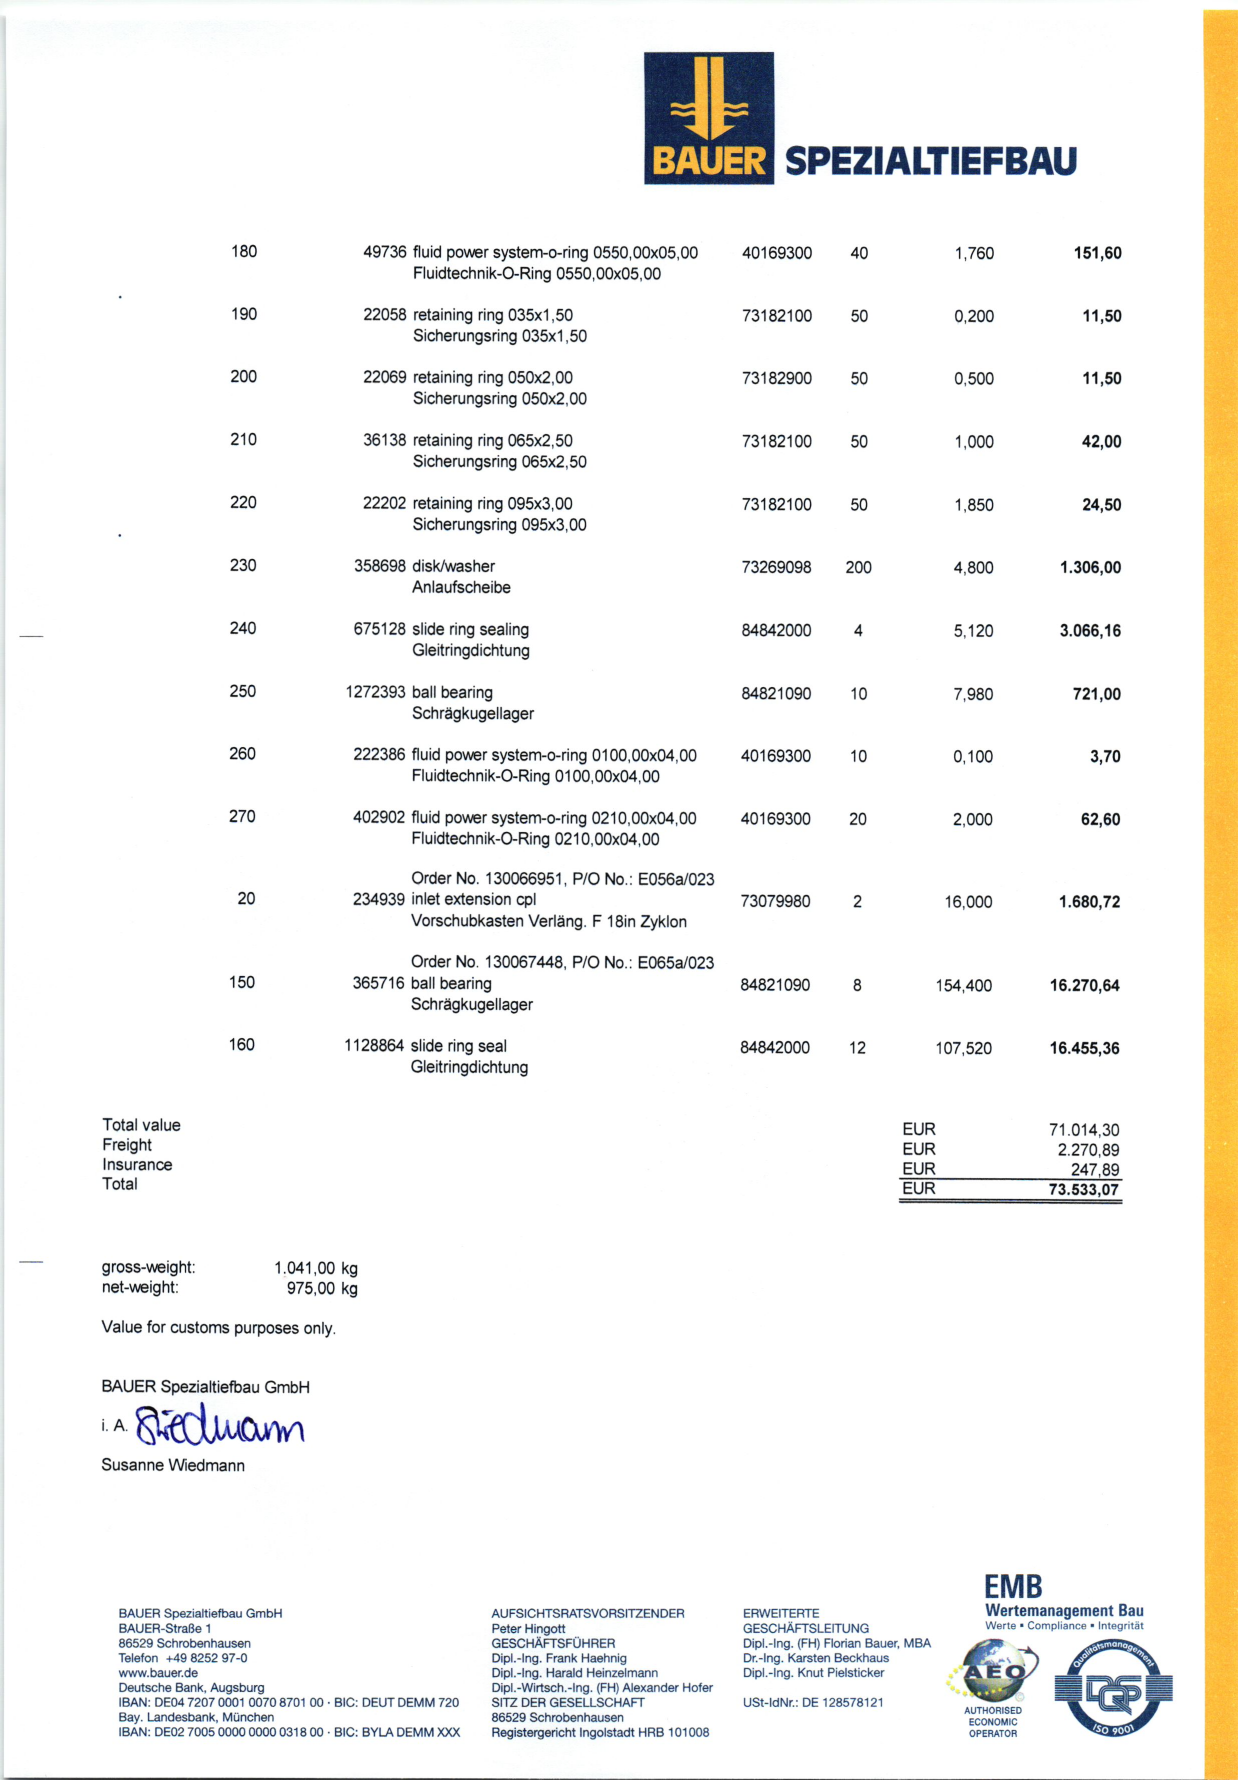 BAUER SPEZIALTIEFBAU
180 49736 fluid power system-o-ring 0550,00x05,00 40169300 40 1,760 151,60
Fluidtechnik-O-Ring 0550,00x05,00
190 22058 retaining ring 035x1,50 73182100 50 0,200 11,50
Sicherungsring 035x1,50
200 22069 retaining ring 050x2,00 73182900 50 0,500 11,50
Sicherungsring 050x2,00
210 36138 retaining ring 065x2,50 73182100 50 1,000 42,00
Sicherungsring 065x2,50
220 22202 retaining ring 095x3,00 73182100 50 1,850 24,50
Sicherungsring 095x3,00
230 358698 disk/washer 73269098 200 4,800 1.306,00
Anlaufscheibe
240 675128 slide ring sealing 84842000 4 5,120 3.066,16
Gleitringdichtung
250 1272393 ball bearing 84821090 10 7,980 721,00
Schrägkugellager
260 222386 fluid power system-o-ring 0100,00x04,00 40169300 10 0,100 3,70
Fluidtechnik-O-Ring 0100,00x04,00
270 402902 fluid power system-o-ring 0210,00x04,00 40169300 20 2,000 62,60
Fluidtechnik-O-Ring 0210,00x04,00
Order No. 130066951, P/O No.: E056a/023
20 234939 inlet extension cpl 73079980 2 16,000 1.680,72
Vorschubkasten Verläng. F 18in Zyklon
Order No. 130067448, P/O No.: E065a/023
150 365716 ball bearing 84821090 8 154,400 16.270,64
Schrägkugellager
160 1128864 slide ring seal 84842000 12 107,520 16.455,36
Gleitringdichtung
Total value EUR 71.014,30
Freight EUR 2.270,89
Insurance EUR 247,89
Total EUR 73.533,07
gross-weight: 1.041,00 kg
net-weight: 975,00 kg
Value for customs purposes only.
BAUER Spezialtiefbau GmbH
i. A. Wiedmann
Susanne Wiedmann
BAUER Spezialtiefbau GmbH
BAUER-Straße 1
86529 Schrobenhausen
Telefon +49 8252 97-0
www.bauer.de
Deutsche Bank, Augsburg
IBAN: DE04 7207 0001 0070 8701 00 · BIC: DEUT DEMM 720
Bay. Landesbank, München
IBAN: DE02 7005 0000 0000 0318 00 · BIC: BYLA DEMM XXX
AUFSICHTSRATSVORSITZENDER
Peter Hingott
GESCHÄFTSFÜHRER
Dipl.-Ing. Frank Haehnig
Dipl.-Ing. Harald Heinzelmann
Dipl.-Wirtsch.-Ing. (FH) Alexander Hofer
SITZ DER GESELLSCHAFT
86529 Schrobenhausen
Registergericht Ingolstadt HRB 101008
ERWEITERTE
GESCHÄFTSLEITUNG
Dipl.-Ing. (FH) Florian Bauer, MBA
Dr.-Ing. Karsten Beckhaus
Dipl.-Ing. Knut Pielsticker
USt-IdNr.: DE 128578121
EMB
Wertemanagement Bau
Werte • Compliance • Integrität
AEO
AUTHORISED
ECONOMIC
OPERATOR
Qualitätsmanagement
DQS
ISO 9001